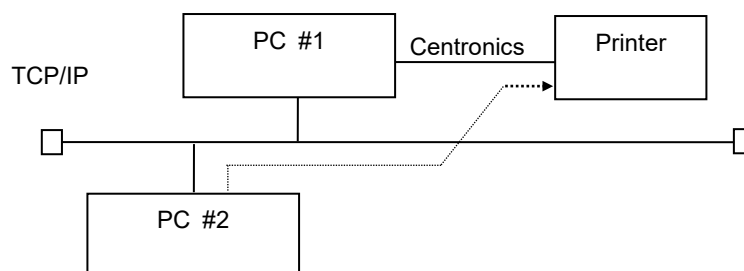 PC #1
Centronics
Printer
TCP/IP
PC #2